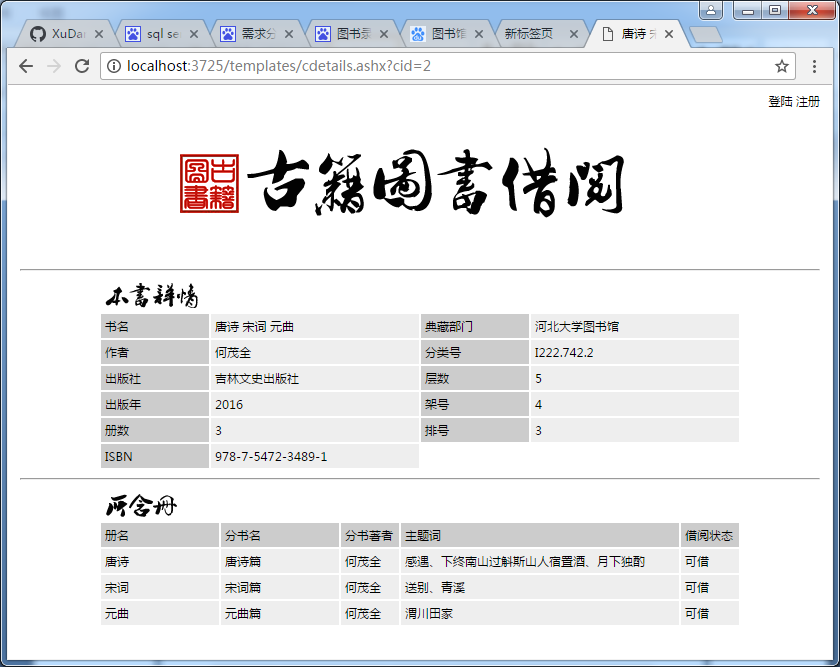 XuDa
sql se
需求分
图书
图书馆
新标签页
唐诗
localhost:3725/templates/cdetails.ashx?cid=2
登陆 注册
古籍圖書
古籍圖書借閱
本書詳情
书名 唐诗 宋词 元曲 典藏部门 河北大学图书馆
作者 何茂全 分类号 I222.742.2
出版社 吉林文史出版社 层数 5
出版年 2016 架号 4
册数 3 排号 3
ISBN 978-7-5472-3489-1
所含冊
册名 分书名 分书著者 主题词 借阅状态
唐诗 唐诗篇 何茂全 感遇、下终南山过斛斯山人宿置酒、月下独酌 可借
宋词 宋词篇 何茂全 送别、青溪 可借
元曲 元曲篇 何茂全 渭川田家 可借